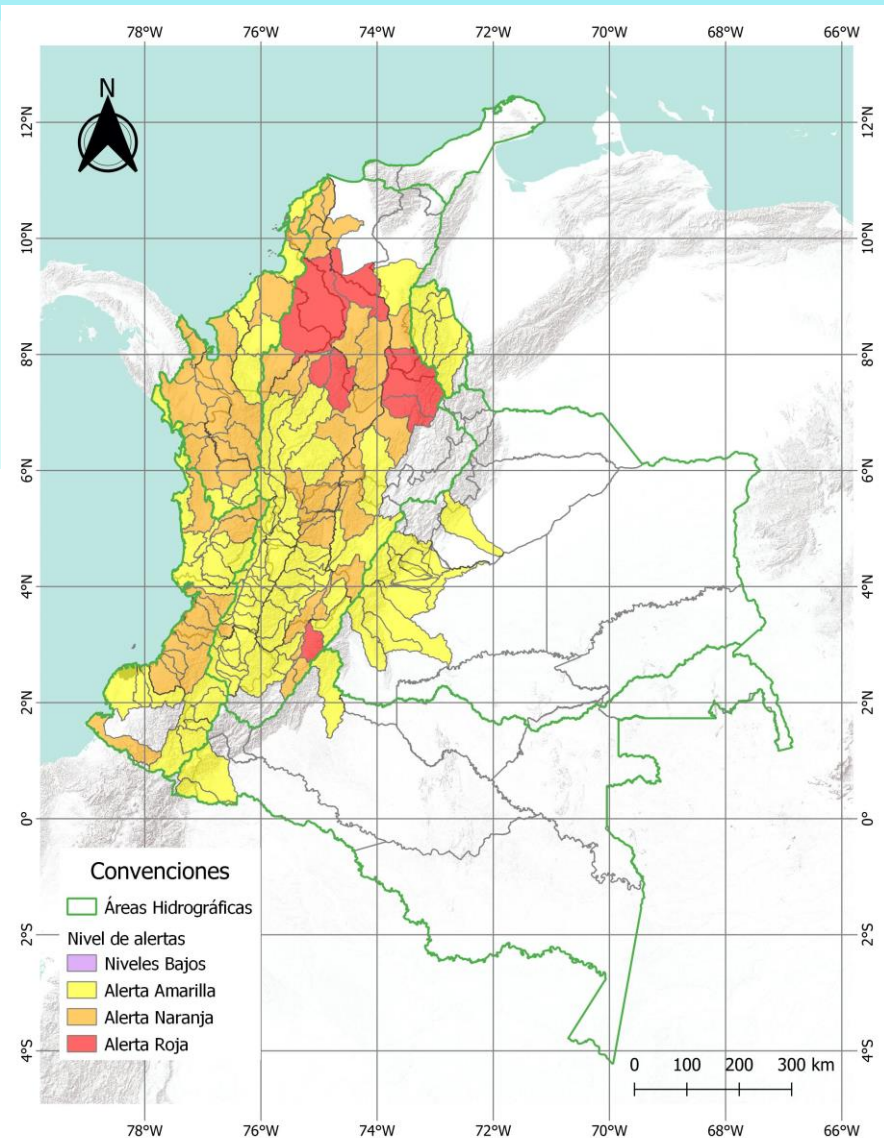 78°W 76°W 74°W 72°W 70°W 68°W 66°W
N
12°N 12°N
10°N 10°N
8°N 8°N
6°N 6°N
4°N 4°N
2°N 2°N
0° 0°
2°S 2°S
4°S 4°S
Convenciones
Áreas Hidrográficas
Nivel de alertas
Niveles Bajos
Alerta Amarilla
Alerta Naranja
Alerta Roja
0 100 200 300 km
78°W 76°W 74°W 72°W 70°W 68°W 66°W